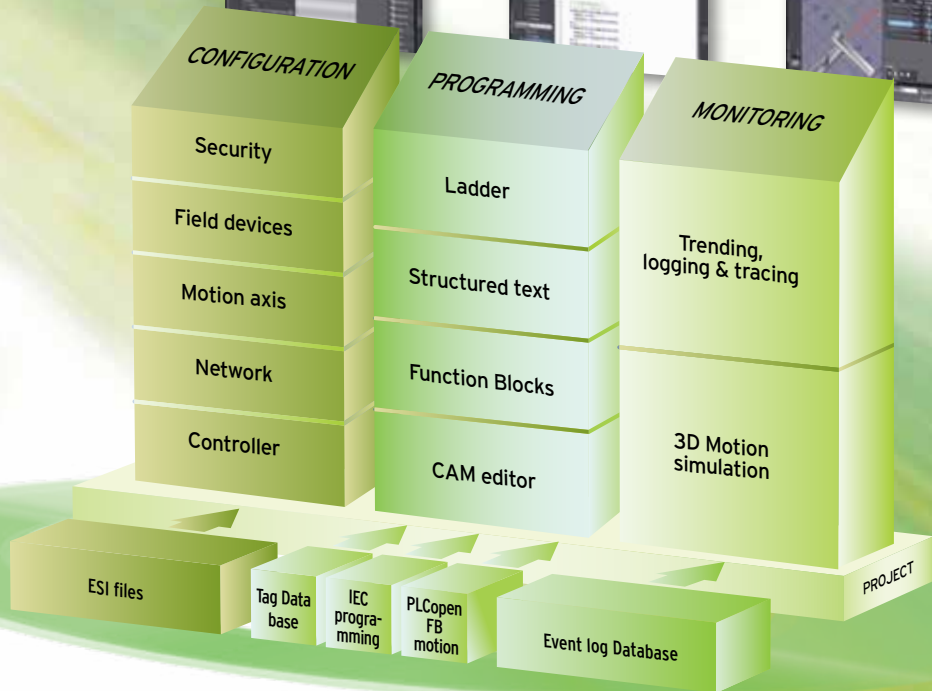 CONFIGURATION
Security
Field devices
Motion axis
Network
Controller
PROGRAMMING
Ladder
Structured text
Function Blocks
CAM editor
MONITORING
Trending,
logging & tracing
3D Motion
simulation
PROJECT
ESI files
Tag Data
base
IEC
progra-
mming
PLCopen
FB
motion
Event log Database